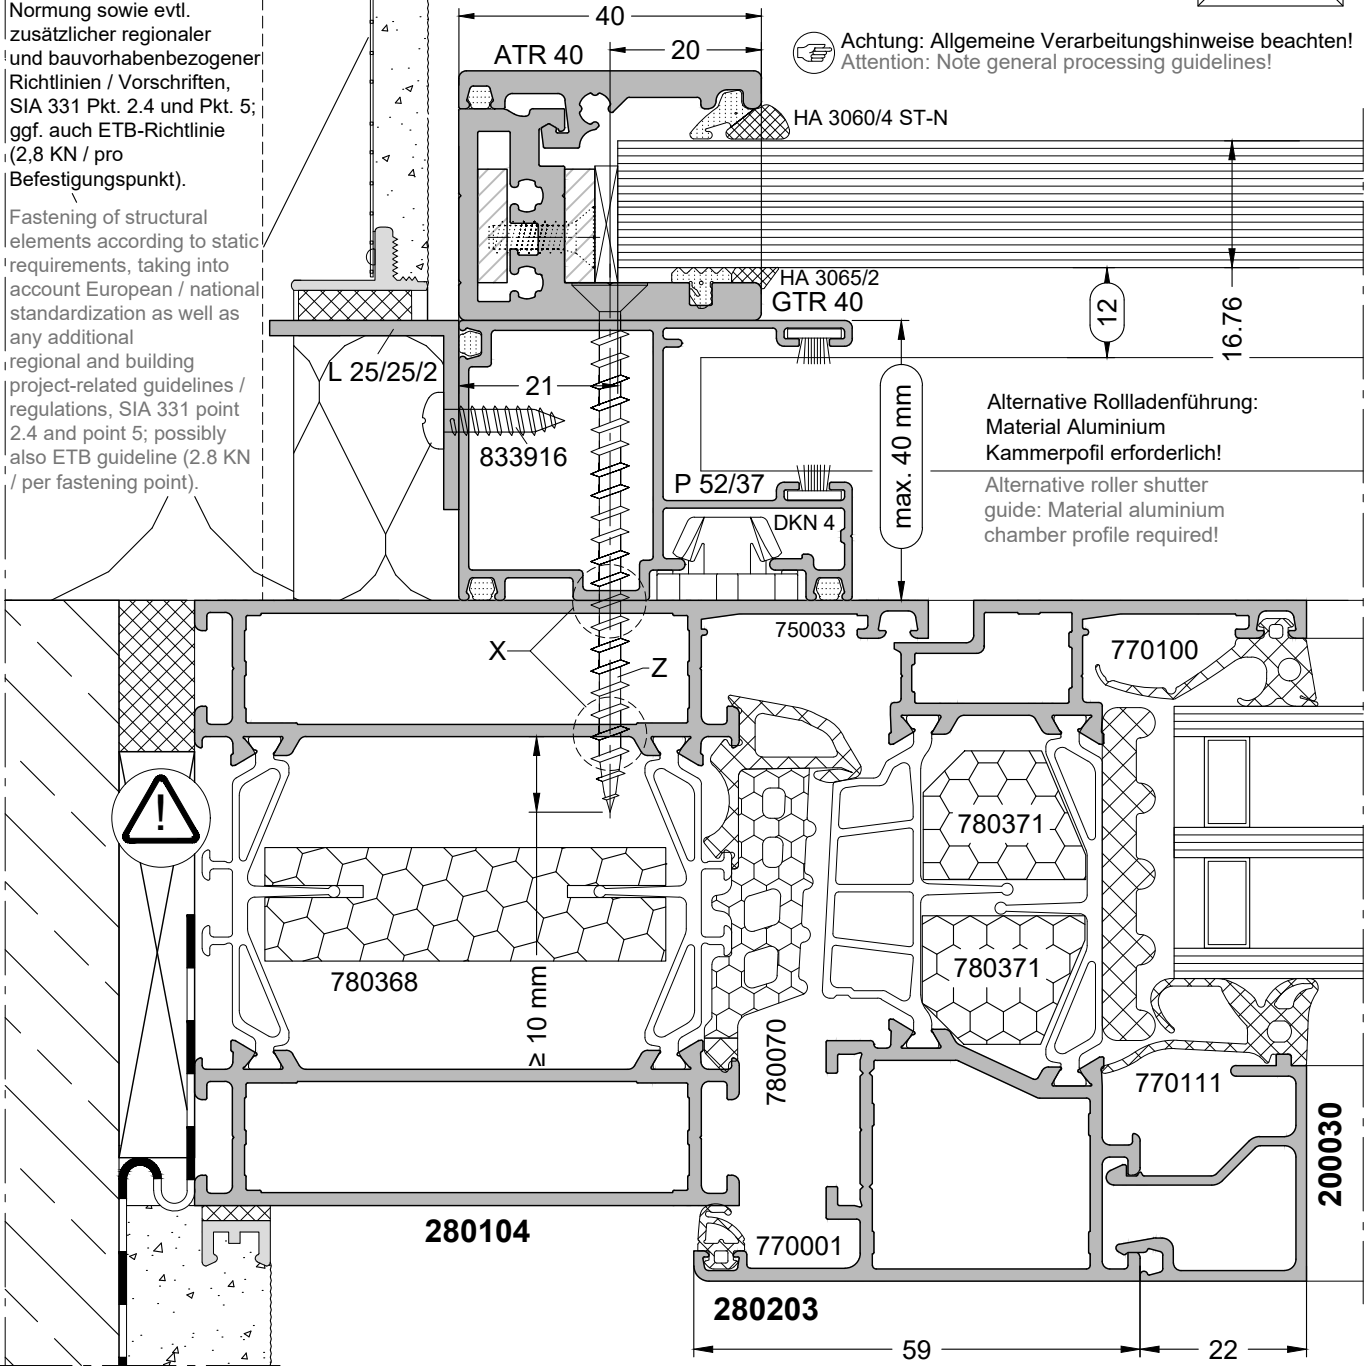 Normung sowie evtl.
zusätzlicher regionaler
und bauvorhabenbezogener
Richtlinien / Vorschriften,
SIA 331 Pkt. 2.4 und Pkt. 5;
ggf. auch ETB-Richtlinie
(2,8 KN / pro
Befestigungspunkt).
Fastening of structural
elements according to static
requirements, taking into
account European / national
standardization as well as
any additional
regional and building
project-related guidelines /
regulations, SIA 331 point
2.4 and point 5; possibly
also ETB guideline (2.8 KN
/ per fastening point).
40
ATR 40
20
Achtung: Allgemeine Verarbeitungshinweise beachten!
Attention: Note general processing guidelines!
HA 3060/4 ST-N
HA 3065/2
GTR 40
12
16.76
L 25/25/2
21
833916
P 52/37
DKN 4
max. 40 mm
Alternative Rollladenführung:
Material Aluminium
Kammerpofil erforderlich!
Alternative roller shutter
guide: Material aluminium
chamber profile required!
X
Z
750033
770100
!
780371
780371
780368
≥ 10 mm
780070
770111
200030
280104
770001
280203
59
22